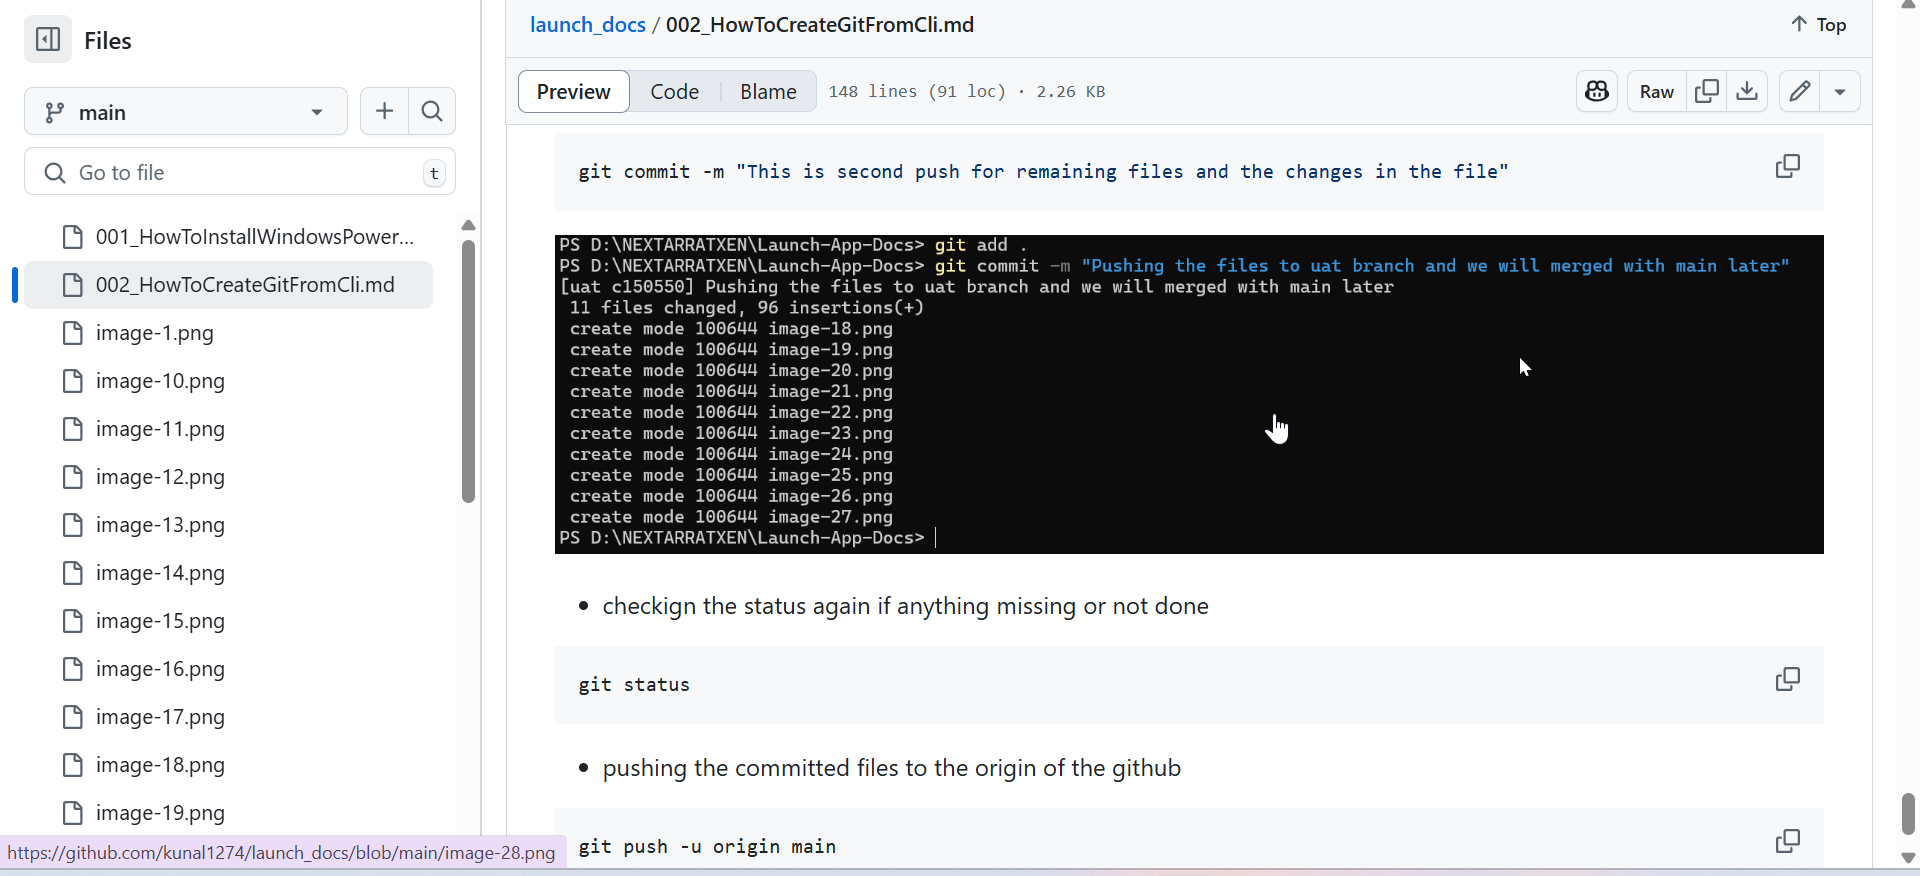 Files
main
Go to file
t
001_HowToInstallWindowsPower...
002_HowToCreateGitFromCli.md
image-1.png
image-10.png
image-11.png
image-12.png
image-13.png
image-14.png
image-15.png
image-16.png
image-17.png
image-18.png
image-19.png
https://github.com/kunal1274/launch_docs/blob/main/image-28.png
launch_docs / 002_HowToCreateGitFromCli.md
Top
Preview Code Blame 148 lines (91 loc) · 2.26 KB Raw
git commit -m "This is second push for remaining files and the changes in the file"
PS D:\NEXTARRATXEN\Launch-App-Docs> git add .
PS D:\NEXTARRATXEN\Launch-App-Docs> git commit -m "Pushing the files to uat branch and we will merged with main later"
[uat c150550] Pushing the files to uat branch and we will merged with main later
11 files changed, 96 insertions(+)
create mode 100644 image-18.png
create mode 100644 image-19.png
create mode 100644 image-20.png
create mode 100644 image-21.png
create mode 100644 image-22.png
create mode 100644 image-23.png
create mode 100644 image-24.png
create mode 100644 image-25.png
create mode 100644 image-26.png
create mode 100644 image-27.png
PS D:\NEXTARRATXEN\Launch-App-Docs>
• checkign the status again if anything missing or not done
git status
• pushing the committed files to the origin of the github
git push -u origin main